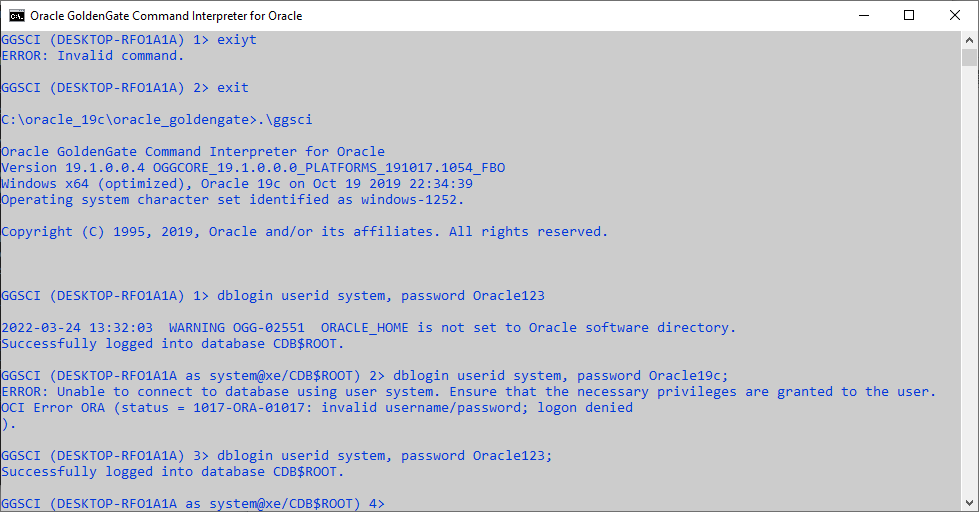 Oracle GoldenGate Command Interpreter for Oracle
GGSCI (DESKTOP-RFO1A1A) 1> exiyt
ERROR: Invalid command.
GGSCI (DESKTOP-RFO1A1A) 2> exit
C:\oracle_19c\oracle_goldengate>.\ggsci
Oracle GoldenGate Command Interpreter for Oracle
Version 19.1.0.0.4 OGGCORE_19.1.0.0.0_PLATFORMS_191017.1054_FBO
Windows x64 (optimized), Oracle 19c on Oct 19 2019 22:34:39
Operating system character set identified as windows-1252.
Copyright (C) 1995, 2019, Oracle and/or its affiliates. All rights reserved.
GGSCI (DESKTOP-RFO1A1A) 1> dblogin userid system, password Oracle123
2022-03-24 13:32:03  WARNING OGG-02551  ORACLE_HOME is not set to Oracle software directory.
Successfully logged into database CDB$ROOT.
GGSCI (DESKTOP-RFO1A1A as system@xe/CDB$ROOT) 2> dblogin userid system, password Oracle19c;
ERROR: Unable to connect to database using user system. Ensure that the necessary privileges are granted to the user.
OCI Error ORA (status = 1017-ORA-01017: invalid username/password; logon denied
).
GGSCI (DESKTOP-RFO1A1A) 3> dblogin userid system, password Oracle123;
Successfully logged into database CDB$ROOT.
GGSCI (DESKTOP-RFO1A1A as system@xe/CDB$ROOT) 4>